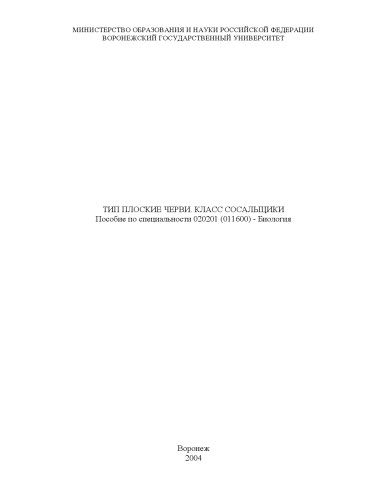 МИНИСТЕРСТВО ОБРАЗОВАНИЯ И НАУКИ РОССИЙСКОЙ ФЕДЕРАЦИИ
ВОРОНЕЖСКИЙ ГОСУДАРСТВЕННЫЙ УНИВЕРСИТЕТ
ТИП ПЛОСКИЕ ЧЕРВИ. КЛАСС СОСАЛЬЩИКИ
Пособие по специальности 020201 (011600) - Биология
Воронеж
2004